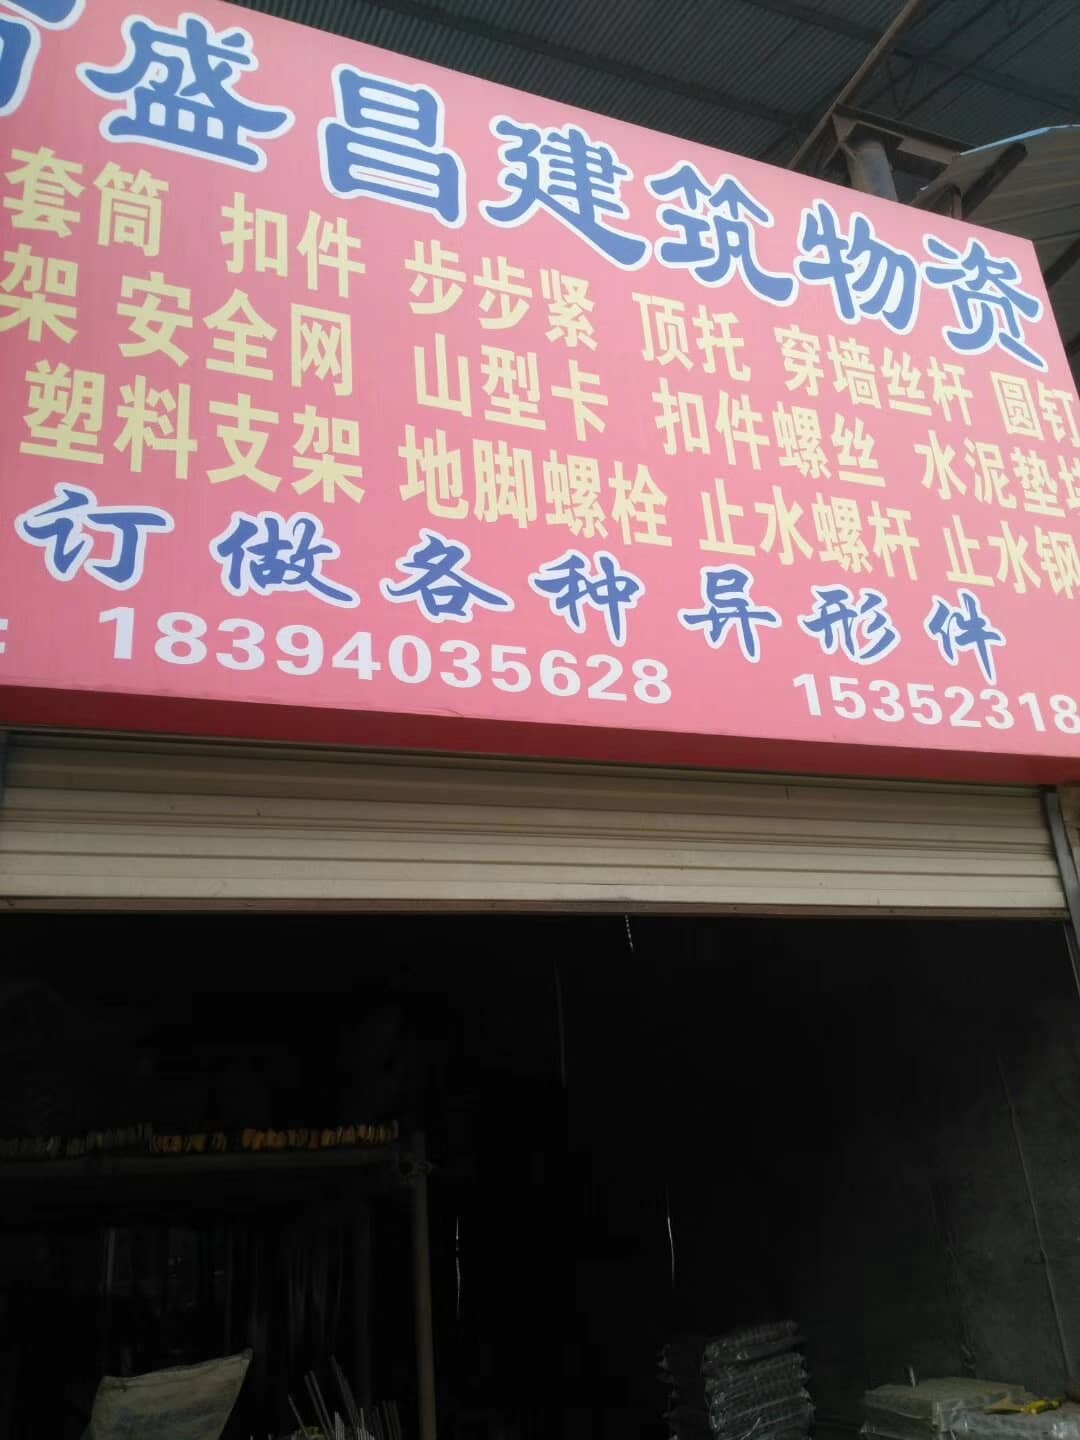 盛昌建筑物资
套筒 扣件 步步紧 顶托 穿墙丝杆 圆钉
架 安全网 山型卡 扣件螺丝 水泥垫块
塑料支架 地脚螺栓 止水螺杆 止水钢
订做各种异形件
18394035628 15352318